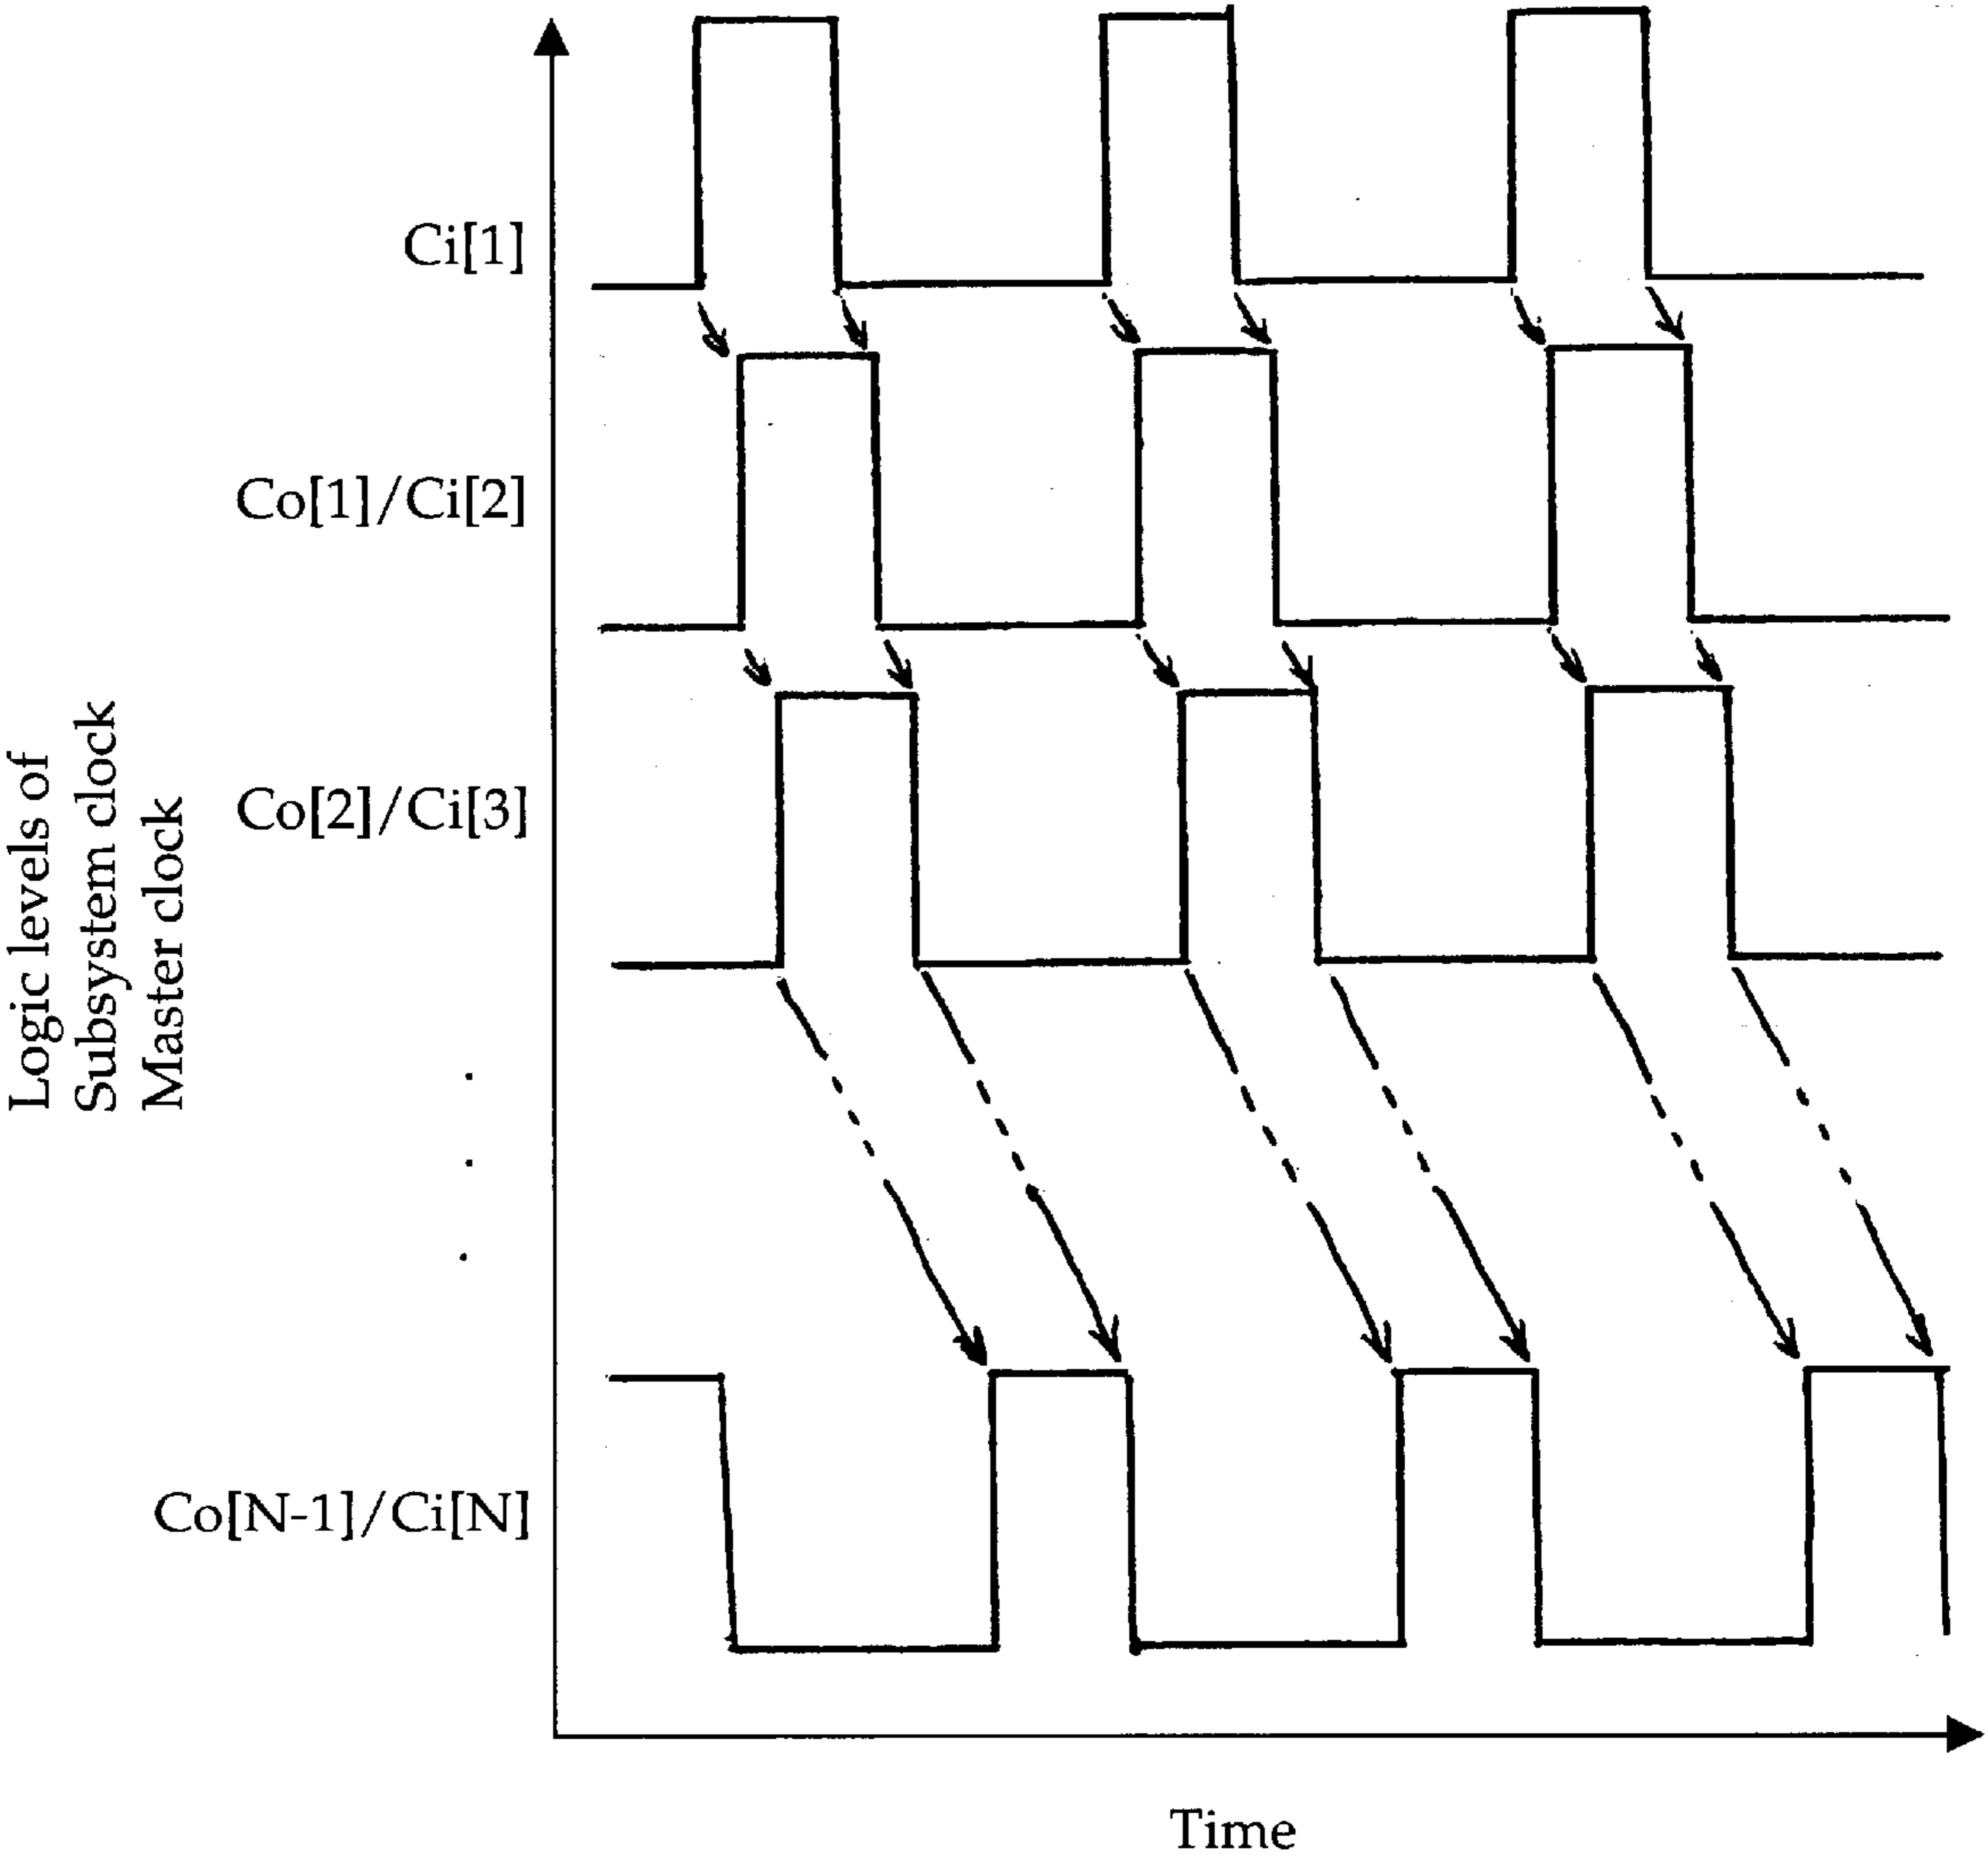 Ci[1]
Co[1]/Ci[2]
Co[2]/Ci[3]
Logic levels of
Subsystem clock
Master clock
Co[N-1]/Ci[N]
Time